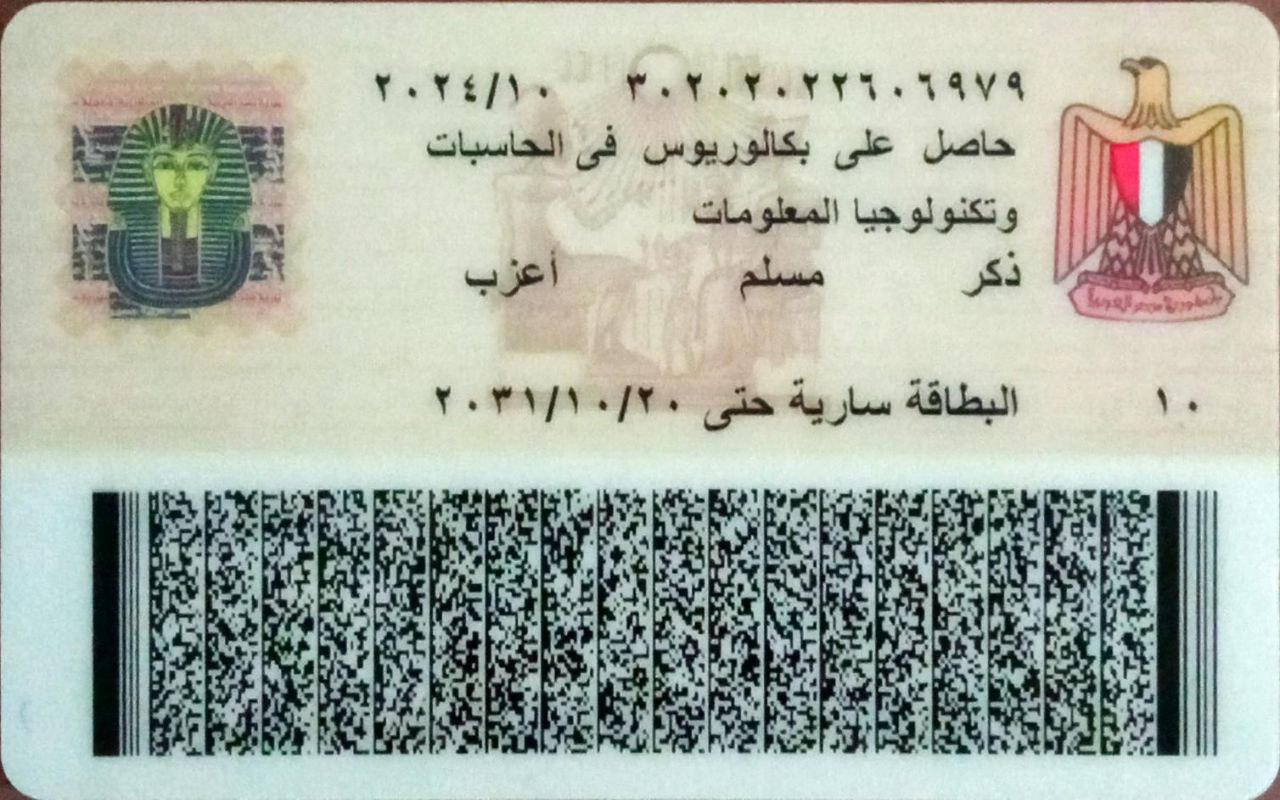 ٣٠٢٠٢٠٢٢٦٠٦٩٧٩ ٢٠٢٤/١٠
حاصل على بكالوريوس فى الحاسبات
وتكنولوجيا المعلومات
ذكر مسلم أعزب
البطاقة سارية حتى ٢٠٣١/١٠/٢٠
١٠
جمهورية مصر العربية